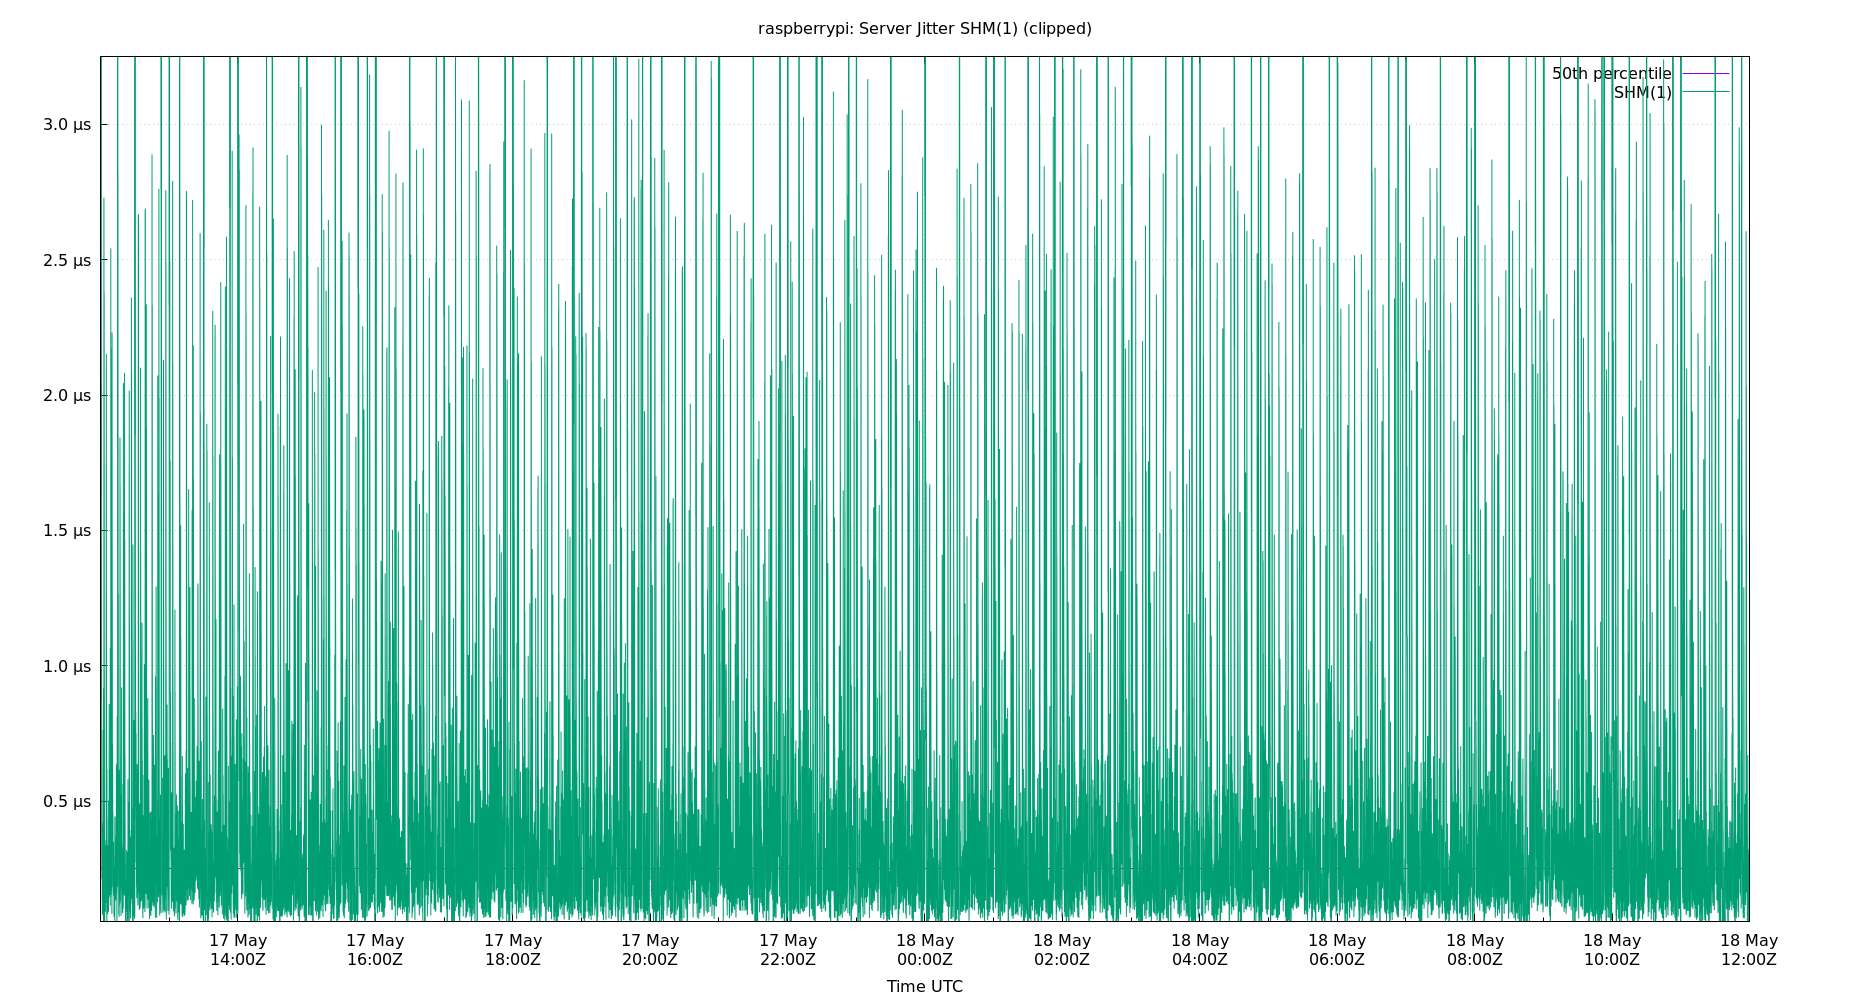 raspberrypi: Server Jitter SHM(1) (clipped)
50th percentile
SHM(1)
3.0 µs
2.5 µs
2.0 µs
1.5 µs
1.0 µs
0.5 µs
17 May 17 May 17 May 17 May 17 May 18 May 18 May 18 May 18 May 18 May 18 May 18 May
14:00Z 16:00Z 18:00Z 20:00Z 22:00Z 00:00Z 02:00Z 04:00Z 06:00Z 08:00Z 10:00Z 12:00Z
Time UTC